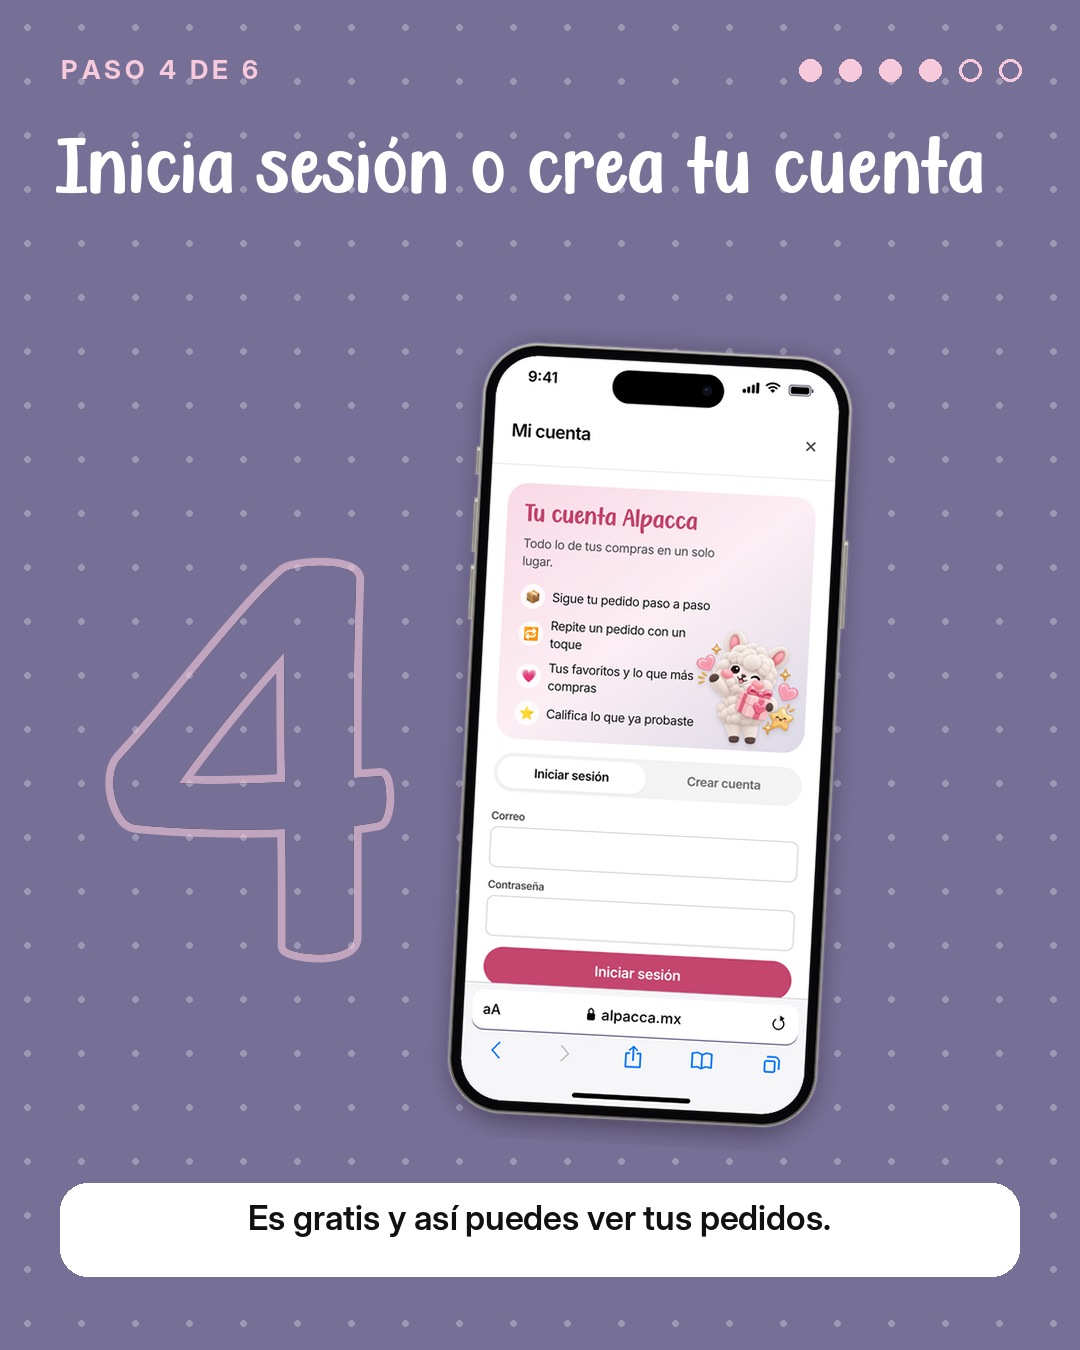 PASO 4 DE 6
Inicia sesión o crea tu cuenta
4
9:41
Mi cuenta
Tu cuenta Alpacca
Todo lo de tus compras en un solo
lugar.
Sigue tu pedido paso a paso
Repite un pedido con un
toque
Tus favoritos y lo que más
compras
Califica lo que ya probaste
Iniciar sesión
Crear cuenta
Correo
Contraseña
Iniciar sesión
aA
alpacca.mx
Es gratis y así puedes ver tus pedidos.